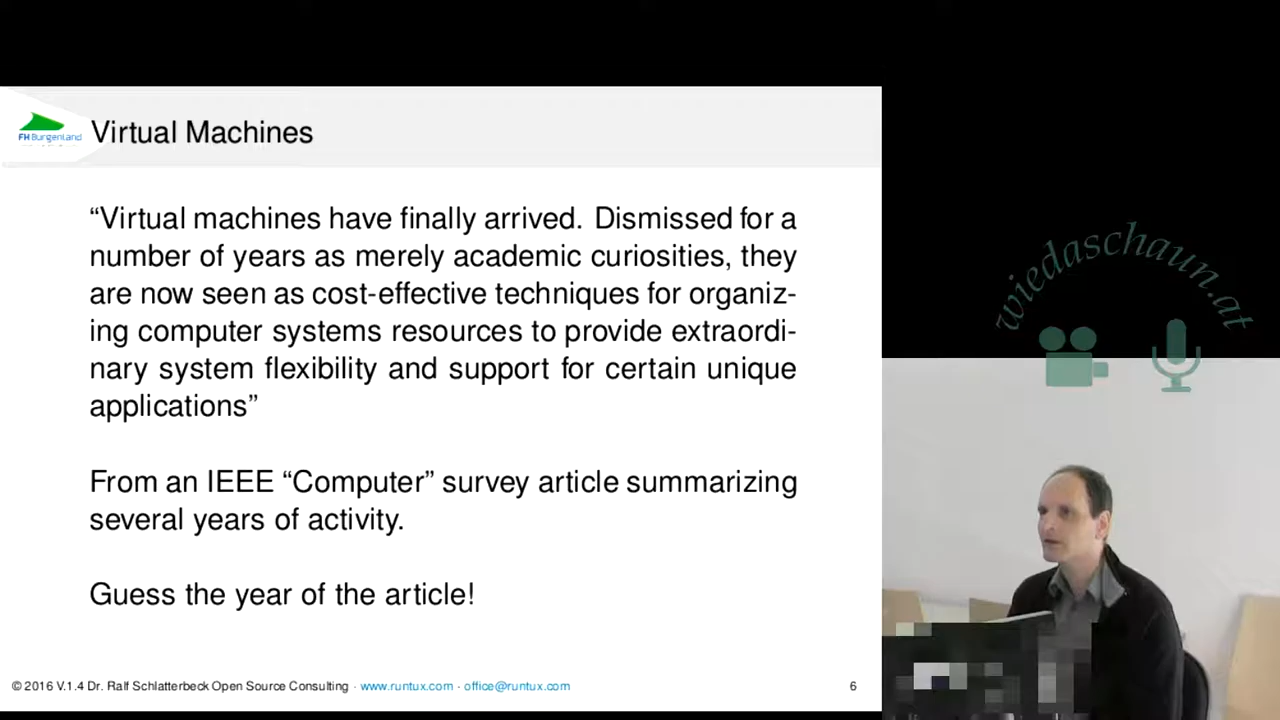 FH Burgenland
Virtual Machines
“Virtual machines have finally arrived. Dismissed for a
number of years as merely academic curiosities, they
are now seen as cost-effective techniques for organiz-
ing computer systems resources to provide extraordi-
nary system flexibility and support for certain unique
applications”
From an IEEE “Computer” survey article summarizing
several years of activity.
Guess the year of the article!
© 2016 V.1.4 Dr. Ralf Schlatterbeck Open Source Consulting · www.runtux.com · office@runtux.com
6
wiedaschaun.at